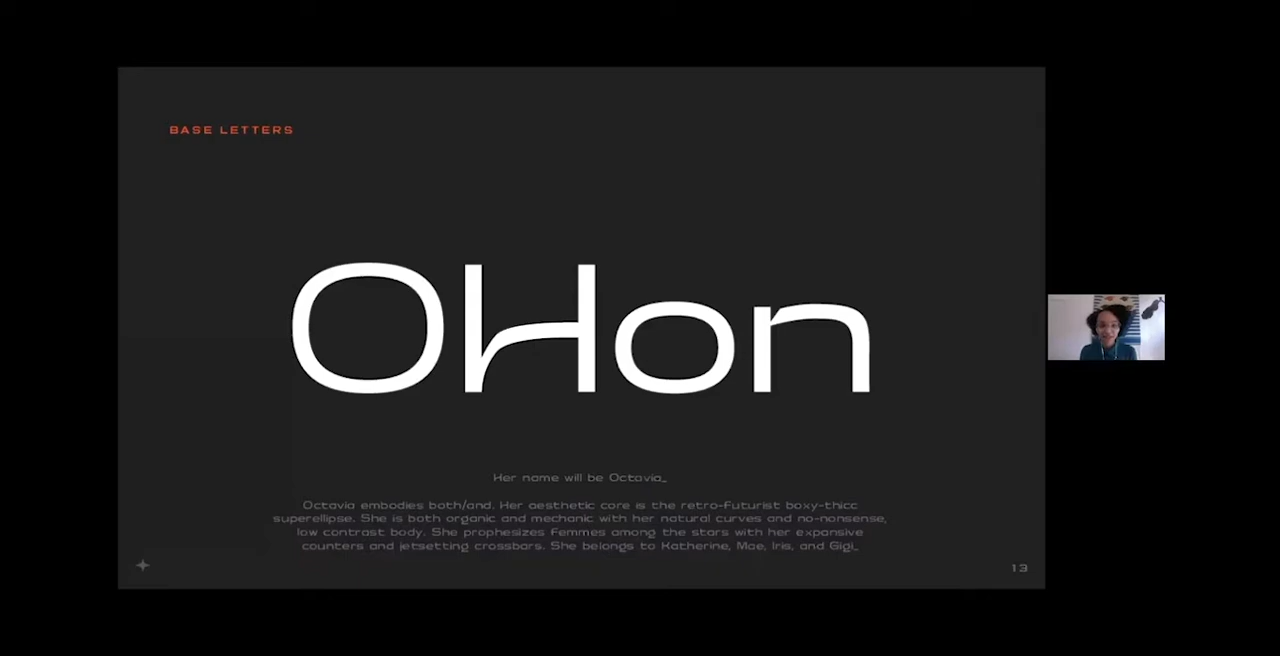 BASE LETTERS
OHon
Her name will be Octavia_
Octavia embodies both/and. Her aesthetic core is the retro-futurist boxy-thicc
superellipse. She is both organic and mechanic with her natural curves and no-nonsense,
low contrast body. She prophesizes femmes among the stars with her expansive
counters and jetsetting crossbars. She belongs to Katherine, Mae, Iris, and Gigi_
13